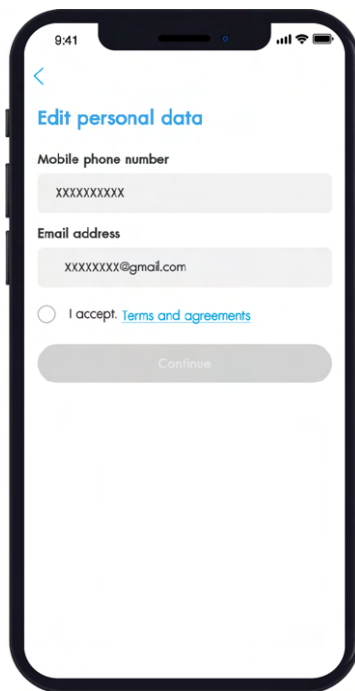 9:41
Edit personal data
Mobile phone number
XXXXXXXXXX
Email address
XXXXXXXX@gmail.com
I accept. Terms and agreements
Continue